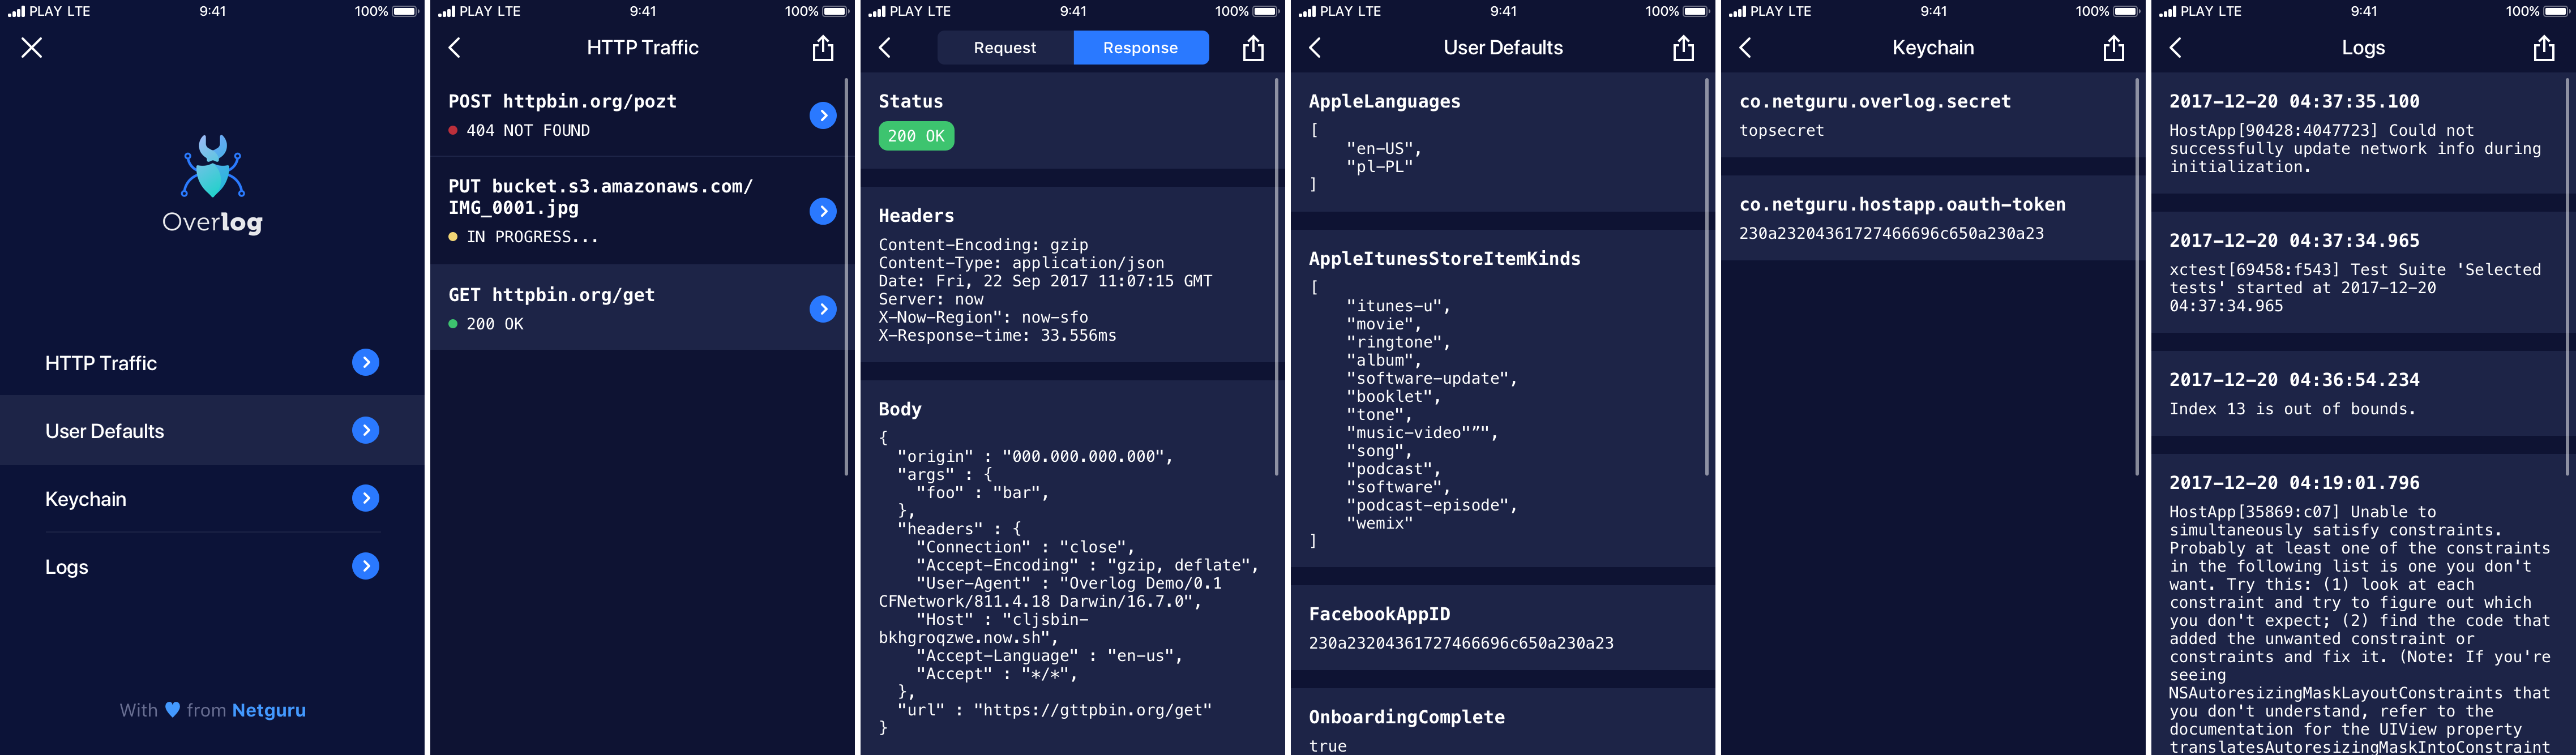 PLAY LTE 9:41 100%
Overlog
HTTP Traffic
User Defaults
Keychain
Logs
With from Netguru
PLAY LTE 9:41 100%
HTTP Traffic
POST httpbin.org/pozt
404 NOT FOUND
PUT bucket.s3.amazonaws.com/
IMG_0001.jpg
IN PROGRESS...
GET httpbin.org/get
200 OK
PLAY LTE 9:41 100%
Request Response
Status
200 OK
Headers
Content-Encoding: gzip
Content-Type: application/json
Date: Fri, 22 Sep 2017 11:07:15 GMT
Server: now
X-Now-Region": now-sfo
X-Response-time: 33.556ms
Body
{
"origin" : "000.000.000.000",
"args" : {
"foo" : "bar",
},
"headers" : {
"Connection" : "close",
"Accept-Encoding" : "gzip, deflate",
"User-Agent" : "Overlog Demo/0.1
CFNetwork/811.4.18 Darwin/16.7.0",
"Host" : "cljsbin-
bkhgroqzwe.now.sh",
"Accept-Language" : "en-us",
"Accept" : "*/*",
},
"url" : "https://gttpbin.org/get"
}
PLAY LTE 9:41 100%
User Defaults
AppleLanguages
[
"en-US",
"pl-PL"
]
AppleItunesStoreItemKinds
[
"itunes-u",
"movie",
"ringtone",
"album",
"software-update",
"booklet",
"tone",
"music-video"”",
"song",
"podcast",
"software",
"podcast-episode",
"wemix"
]
FacebookAppID
230a23204361727466696c650a230a23
OnboardingComplete
true
PLAY LTE 9:41 100%
Keychain
co.netguru.overlog.secret
topsecret
co.netguru.hostapp.oauth-token
230a23204361727466696c650a230a23
PLAY LTE 9:41 100%
Logs
2017-12-20 04:37:35.100
HostApp[90428:4047723] Could not
successfully update network info during
initialization.
2017-12-20 04:37:34.965
xctest[69458:f543] Test Suite 'Selected
tests' started at 2017-12-20
04:37:34.965
2017-12-20 04:36:54.234
Index 13 is out of bounds.
2017-12-20 04:19:01.796
HostApp[35869:c07] Unable to
simultaneously satisfy constraints.
Probably at least one of the constraints
in the following list is one you don't
want. Try this: (1) look at each
constraint and try to figure out which
you don't expect; (2) find the code that
added the unwanted constraint or
constraints and fix it. (Note: If you're
seeing
NSAutoresizingMaskLayoutConstraints that
you don't understand, refer to the
documentation for the UIView property
translatesAutoresizingMaskIntoConstraint